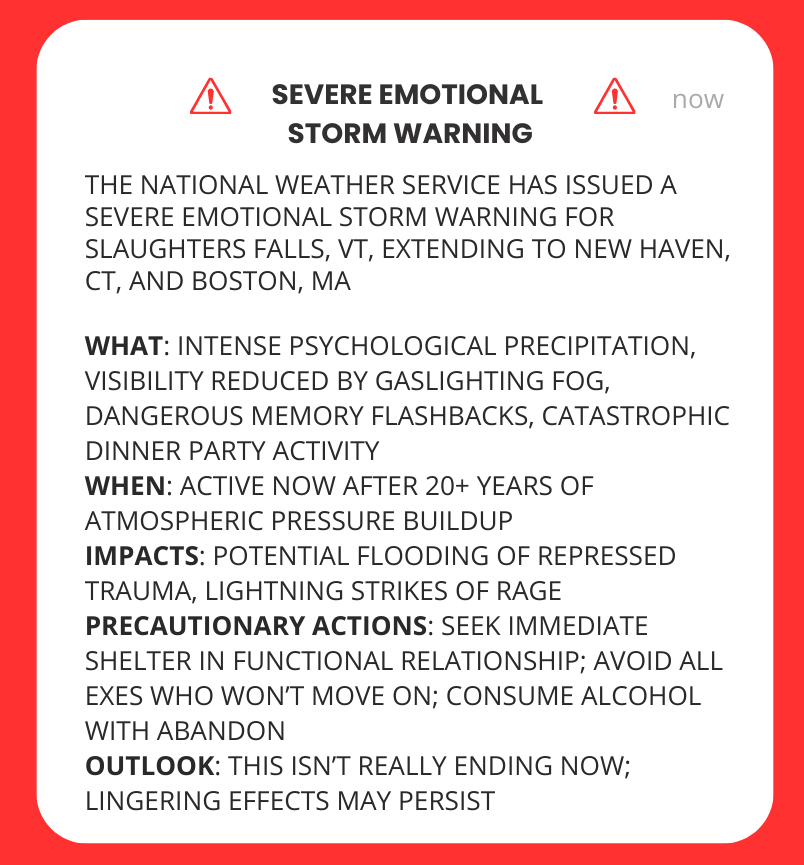 SEVERE EMOTIONAL
STORM WARNING
now
THE NATIONAL WEATHER SERVICE HAS ISSUED A
SEVERE EMOTIONAL STORM WARNING FOR
SLAUGHTERS FALLS, VT, EXTENDING TO NEW HAVEN,
CT, AND BOSTON, MA
WHAT: INTENSE PSYCHOLOGICAL PRECIPITATION,
VISIBILITY REDUCED BY GASLIGHTING FOG,
DANGEROUS MEMORY FLASHBACKS, CATASTROPHIC
DINNER PARTY ACTIVITY
WHEN: ACTIVE NOW AFTER 20+ YEARS OF
ATMOSPHERIC PRESSURE BUILDUP
IMPACTS: POTENTIAL FLOODING OF REPRESSED
TRAUMA, LIGHTNING STRIKES OF RAGE
PRECAUTIONARY ACTIONS: SEEK IMMEDIATE
SHELTER IN FUNCTIONAL RELATIONSHIP; AVOID ALL
EXES WHO WON’T MOVE ON; CONSUME ALCOHOL
WITH ABANDON
OUTLOOK: THIS ISN’T REALLY ENDING NOW;
LINGERING EFFECTS MAY PERSIST